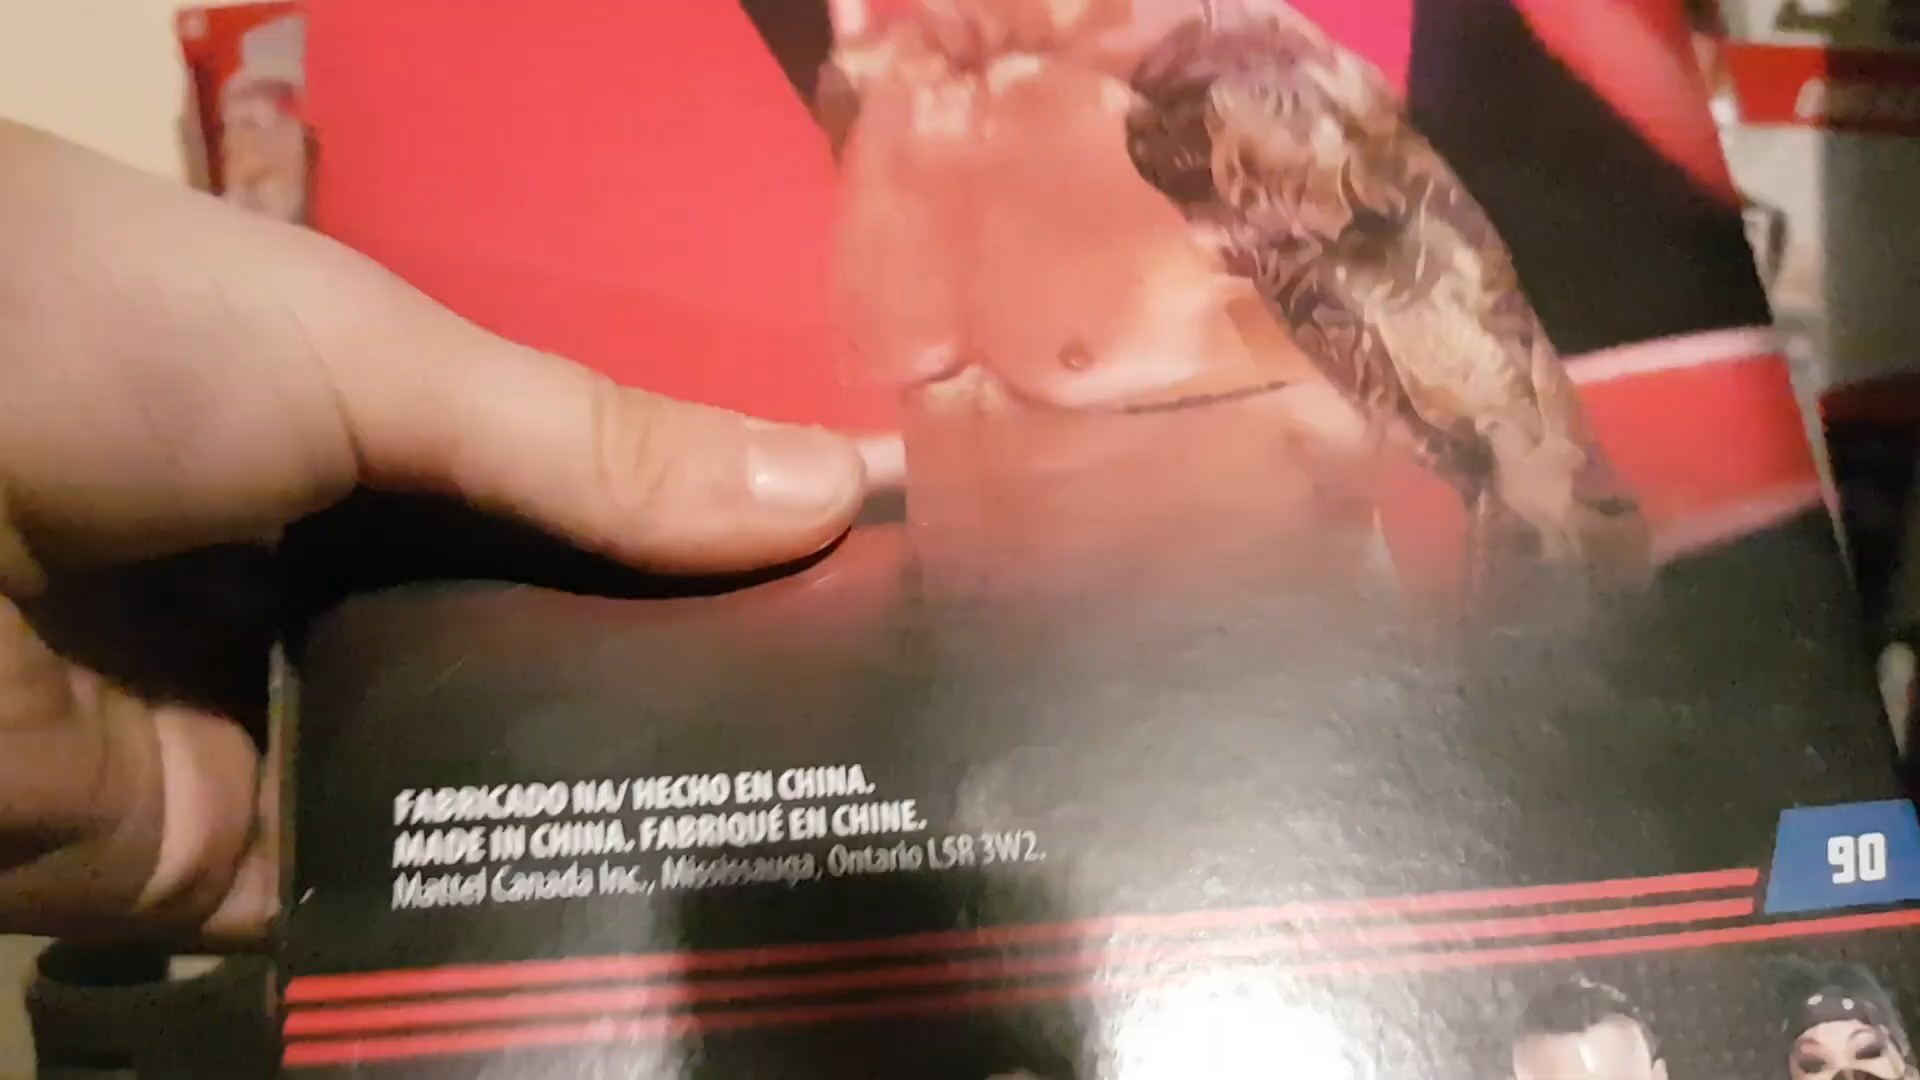 FABRICADO NA/ HECHO EN CHINA.
MADE IN CHINA. FABRIQUÉ EN CHINE.
Mattel Canada Inc., Mississauga, Ontario L5R 3W2.
90